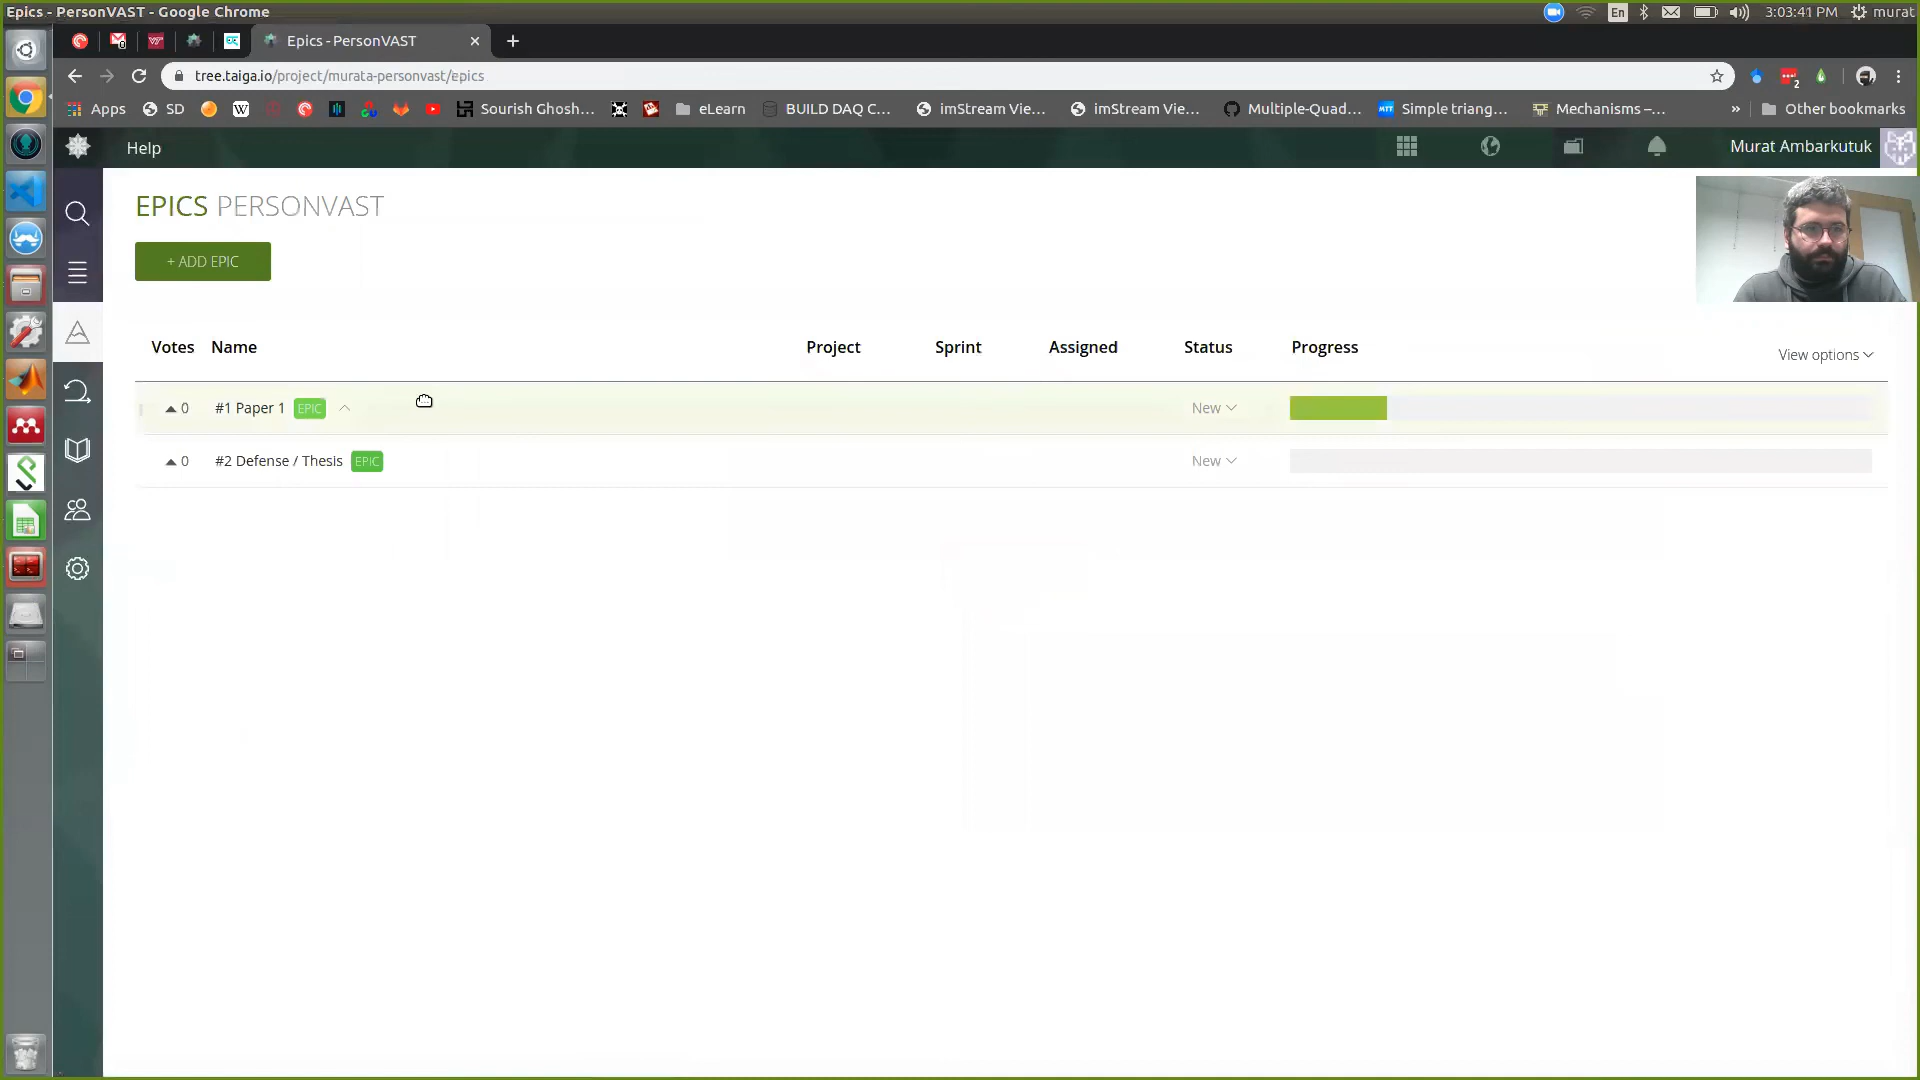 Epics - PersonVAST - Google Chrome
En
3:03:41 PM
murat
Epics - PersonVAST
tree.taiga.io/project/murata-personvast/epics
Apps
SD
Sourish Ghosh...
eLearn
BUILD DAQ C...
imStream Vie...
imStream Vie...
Multiple-Quad...
Simple triang...
Mechanisms –...
»
Other bookmarks
Help
Murat Ambarkutuk
EPICS PERSONVAST
+ ADD EPIC
Votes Name Project Sprint Assigned Status Progress
View options
0 #1 Paper 1 EPIC New
0 #2 Defense / Thesis EPIC New